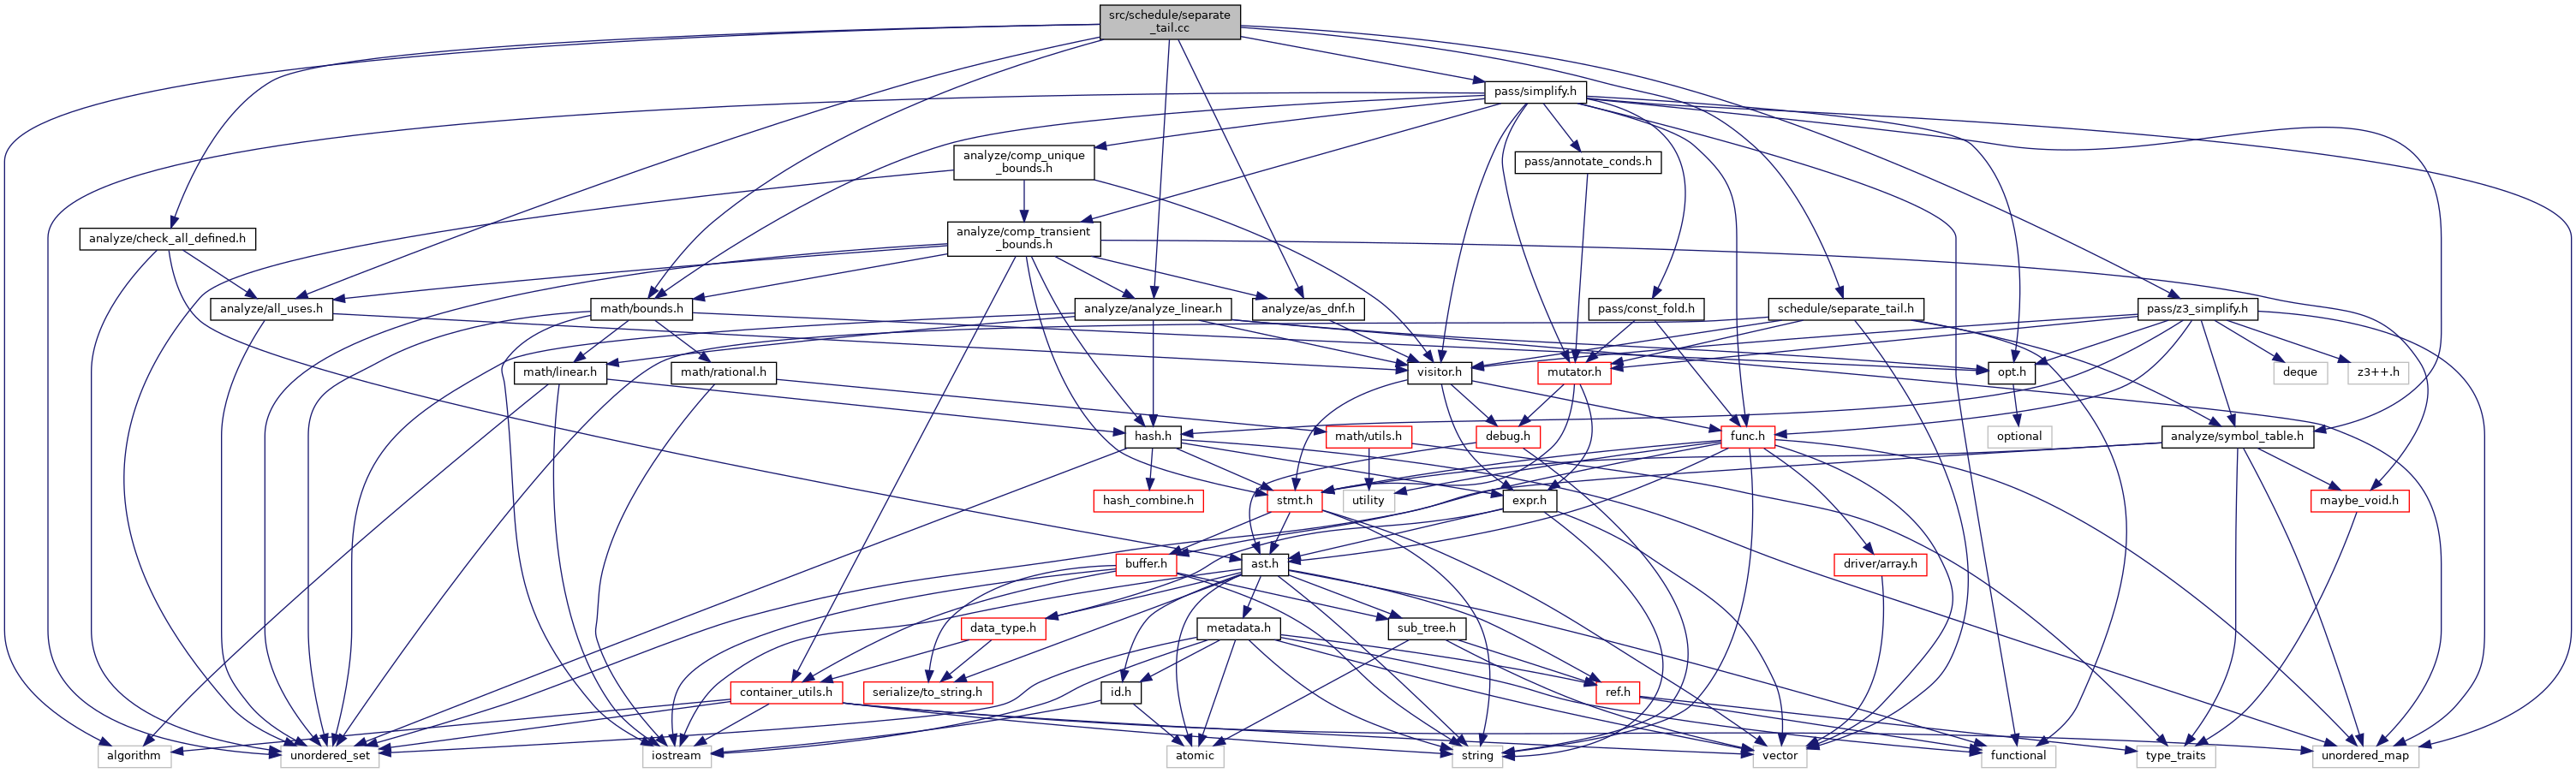 src/schedule/separate
_tail.cc
pass/simplify.h
analyze/comp_unique
_bounds.h
pass/annotate_conds.h
analyze/check_all_defined.h
analyze/comp_transient
_bounds.h
analyze/all_uses.h
math/bounds.h
analyze/analyze_linear.h
analyze/as_dnf.h
pass/const_fold.h
schedule/separate_tail.h
pass/z3_simplify.h
math/linear.h
math/rational.h
visitor.h
mutator.h
opt.h
deque
z3++.h
hash.h
math/utils.h
debug.h
func.h
optional
analyze/symbol_table.h
hash_combine.h
stmt.h
utility
expr.h
maybe_void.h
buffer.h
ast.h
driver/array.h
data_type.h
metadata.h
sub_tree.h
container_utils.h
serialize/to_string.h
id.h
ref.h
algorithm
unordered_set
iostream
atomic
string
vector
functional
type_traits
unordered_map